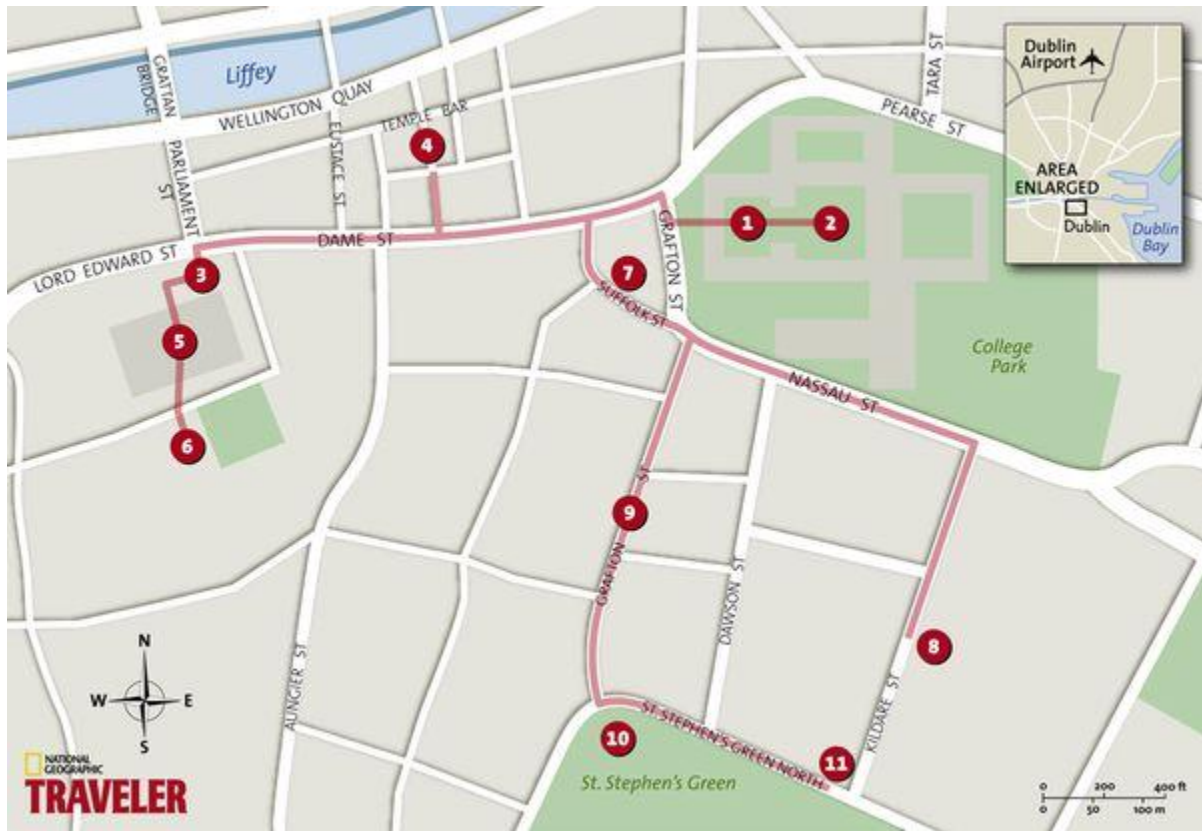 GRATTAN
BRIDGE
Liffey
WELLINGTON QUAY
EUSTACE ST
TEMPLE BAR
PARLIAMENT
ST
TARA ST
PEARSE ST
Dublin
Airport
AREA
ENLARGED
Dublin
Dublin
Bay
4
1
2
GRAFTON ST
DAME ST
LORD EDWARD ST
3
7
SUFFOLK ST
5
College
Park
NASSAU ST
6
9
GRAFTON ST
DAWSON ST
8
KILDARE ST
AUNGIER ST
N
W
E
S
10
ST. STEPHEN'S GREEN NORTH
11
St. Stephen's Green
NATIONAL
GEOGRAPHIC
TRAVELER
0 200 400 ft
0 50 100 m